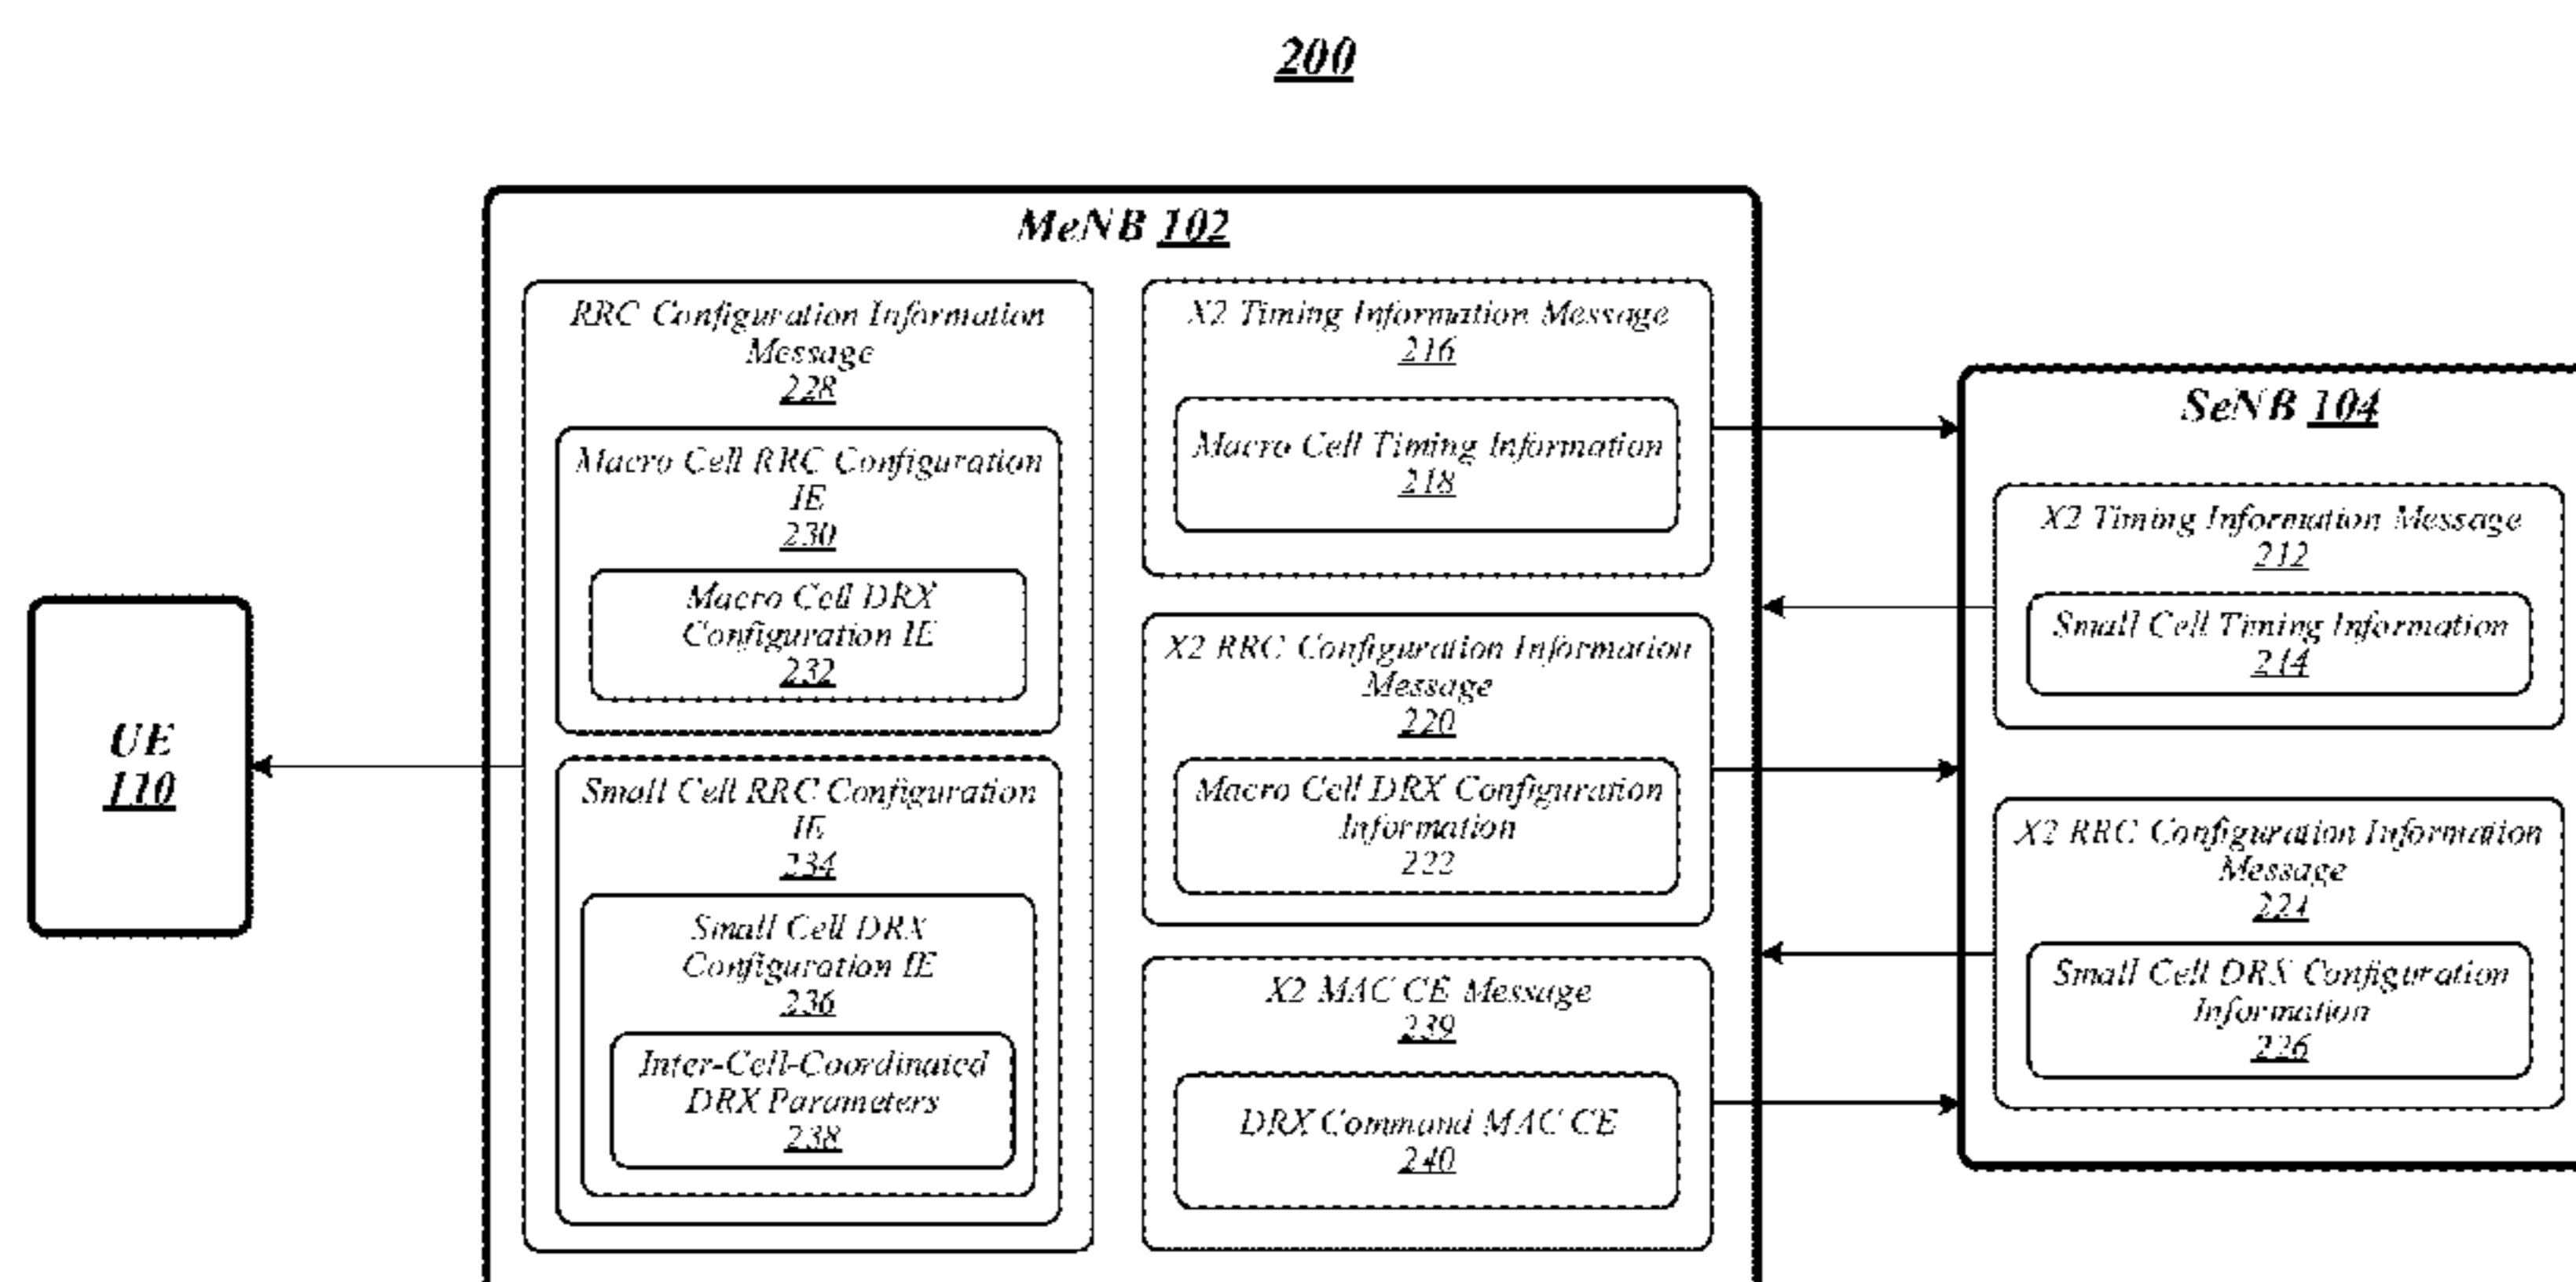 200
MeNB 102
RRC Configuration Information
Message
228
Macro Cell RRC Configuration
IE
230
Macro Cell DRX
Configuration IE
232
Small Cell RRC Configuration
IE
234
Small Cell DRX
Configuration IE
236
Inter-Cell-Coordinated
DRX Parameters
238
X2 Timing Information Message
216
Macro Cell Timing Information
218
X2 RRC Configuration Information
Message
220
Macro Cell DRX Configuration
Information
222
X2 MAC CE Message
239
DRX Command MAC CE
240
SeNB 104
X2 Timing Information Message
212
Small Cell Timing Information
214
X2 RRC Configuration Information
Message
224
Small Cell DRX Configuration
Information
226
UE
110